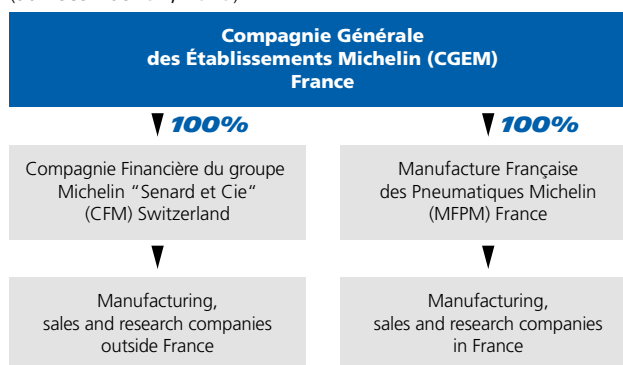 Compagnie Générale
des Établissements Michelin (CGEM)
France
100%
100%
Compagnie Financière du groupe
Michelin “Senard et Cie“
(CFM) Switzerland
Manufacture Française
des Pneumatiques Michelin
(MFPM) France
Manufacturing,
sales and research companies
outside France
Manufacturing,
sales and research companies
in France